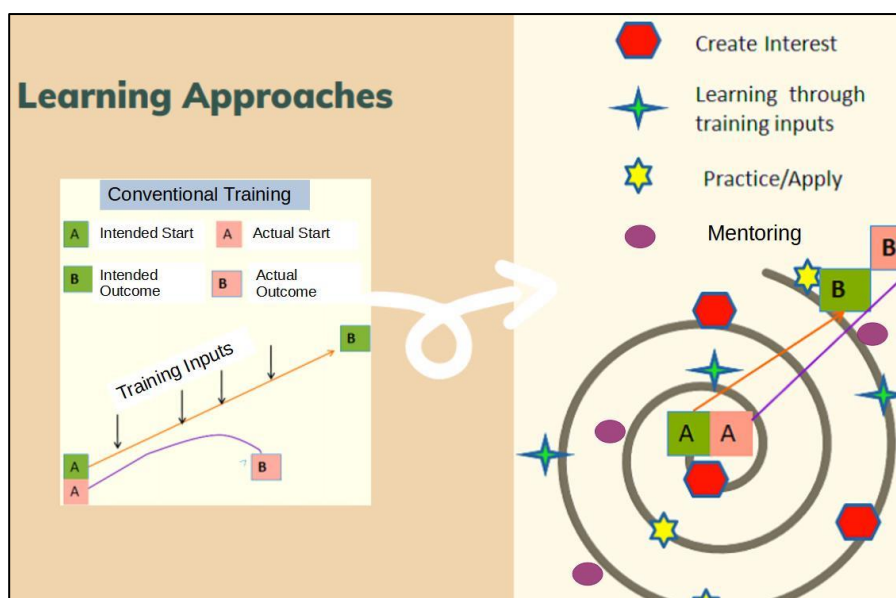 Learning Approaches
Conventional Training
A Intended Start
A Actual Start
B Intended
Outcome
B Actual
Outcome
Training Inputs
B
A
A
B
Create Interest
Learning through
training inputs
Practice/Apply
Mentoring
B
B
A A